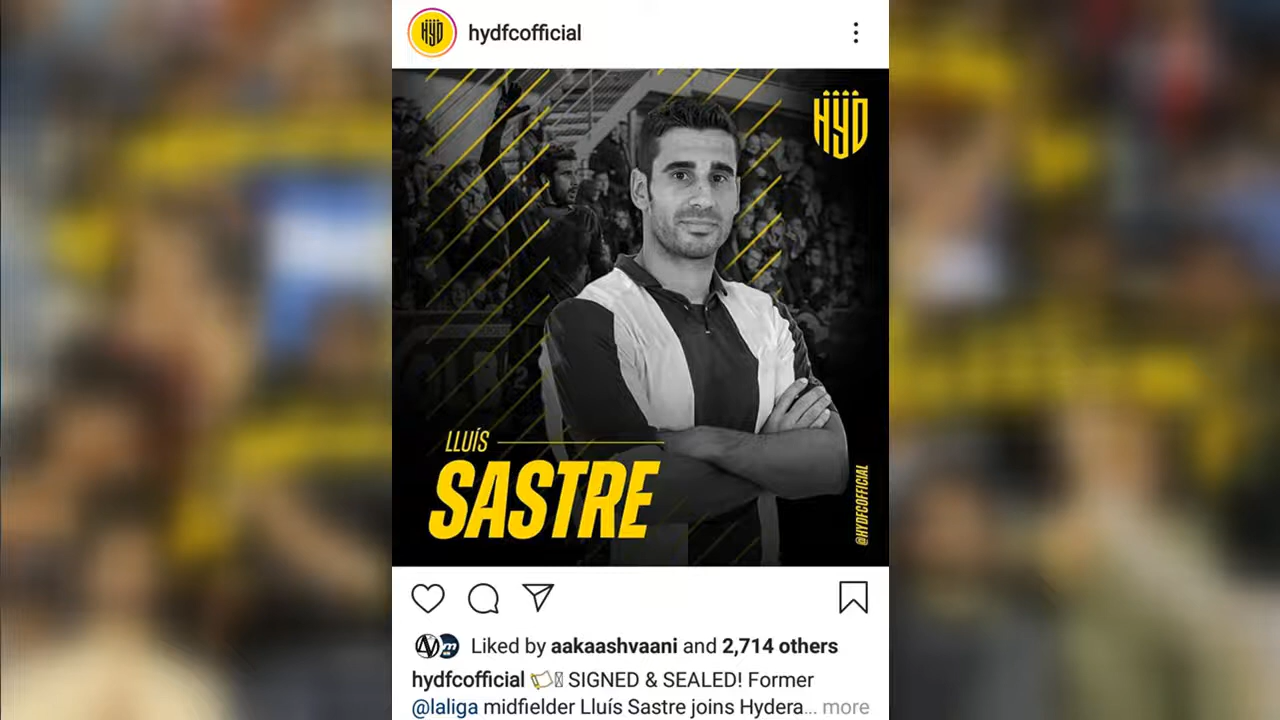 HYD
hydfcofficial
HYD
LLUÍS
SASTRE
@HYDFCOFFICIAL
Liked by aakaashvaani and 2,714 others
hydfcofficial SIGNED & SEALED! Former
@laliga midfielder Lluís Sastre joins Hydera... more